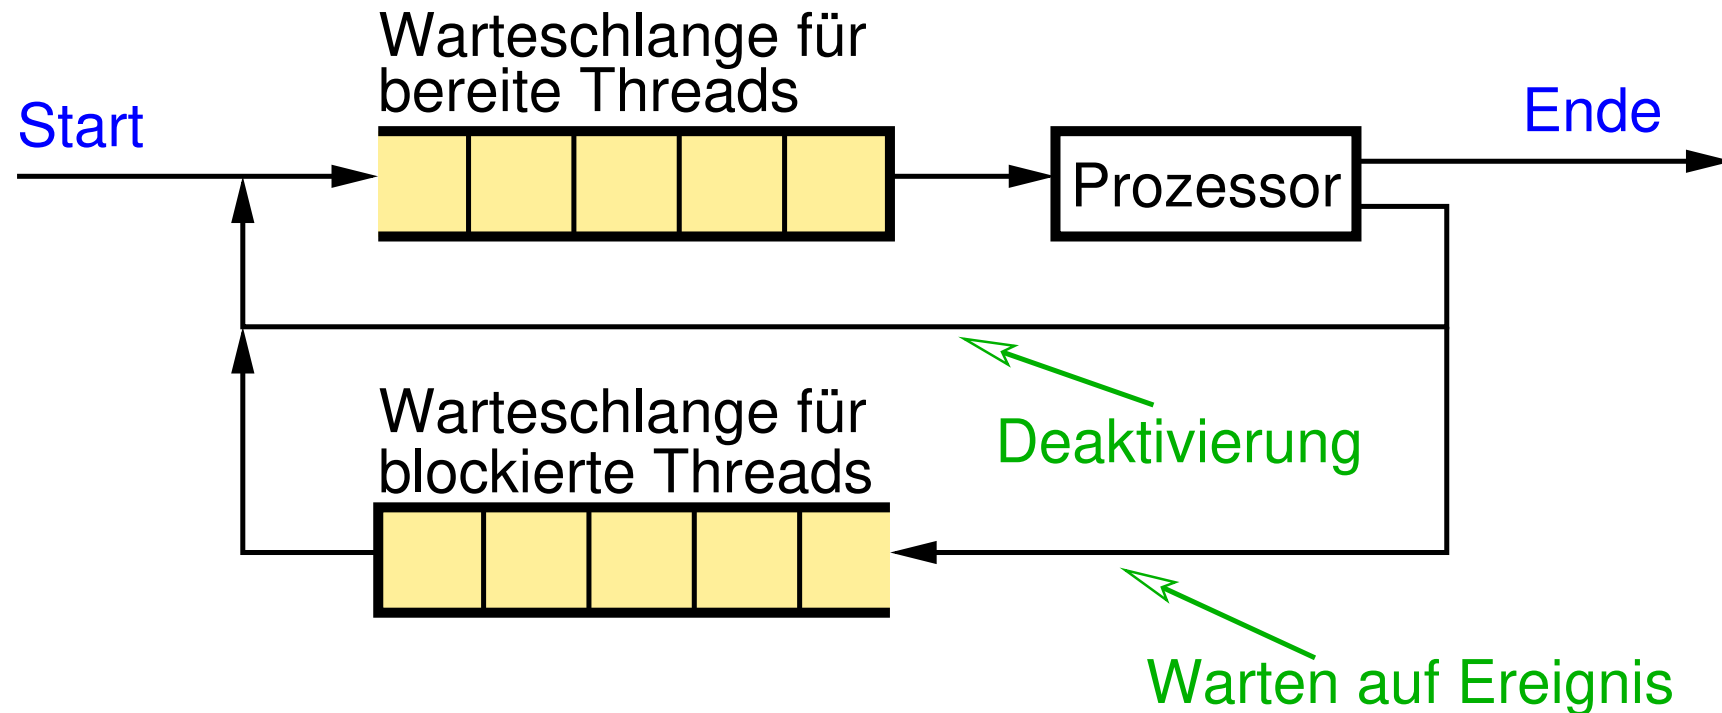 Warteschlange für
bereite Threads
Start
Ende
Prozessor
Warteschlange für
blockierte Threads
Deaktivierung
Warten auf Ereignis